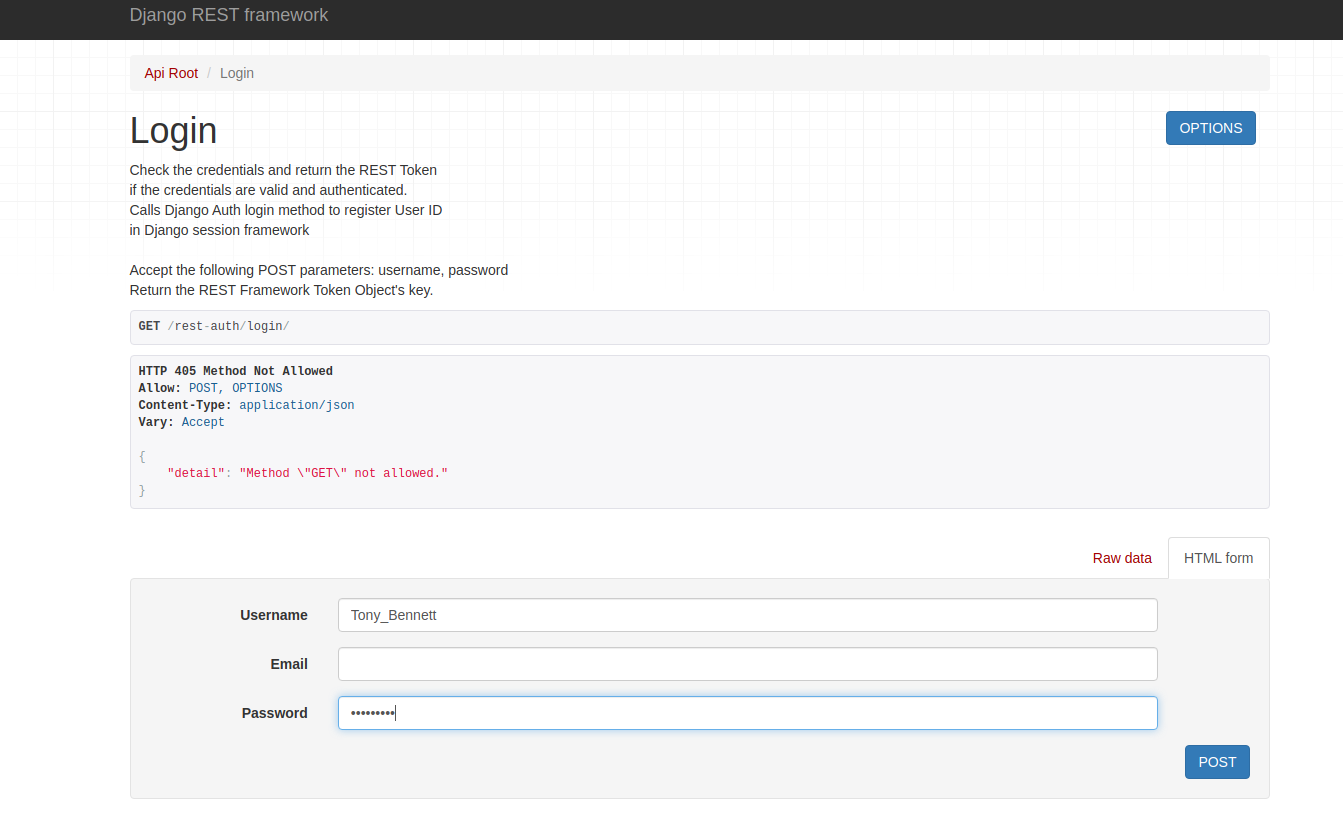 Django REST framework
Api Root / Login
Login
OPTIONS
Check the credentials and return the REST Token
if the credentials are valid and authenticated.
Calls Django Auth login method to register User ID
in Django session framework
Accept the following POST parameters: username, password
Return the REST Framework Token Object's key.
GET /rest-auth/login/
HTTP 405 Method Not Allowed
Allow: POST, OPTIONS
Content-Type: application/json
Vary: Accept
{
    "detail": "Method \"GET\" not allowed."
}
Raw data
HTML form
Username
Tony_Bennett
Email
Password
•••••••••
POST